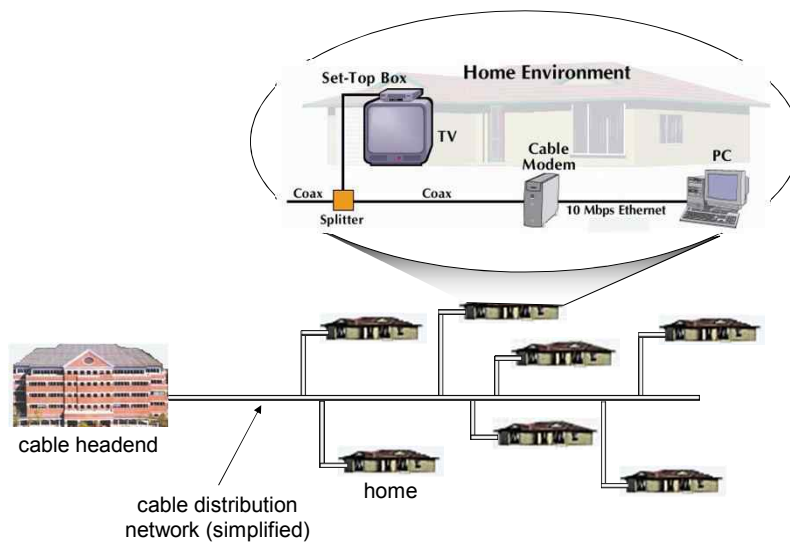 Home Environment
Set-Top Box
TV
Cable
Modem
PC
Coax
Coax
Splitter
10 Mbps Ethernet
cable headend
home
cable distribution
network (simplified)